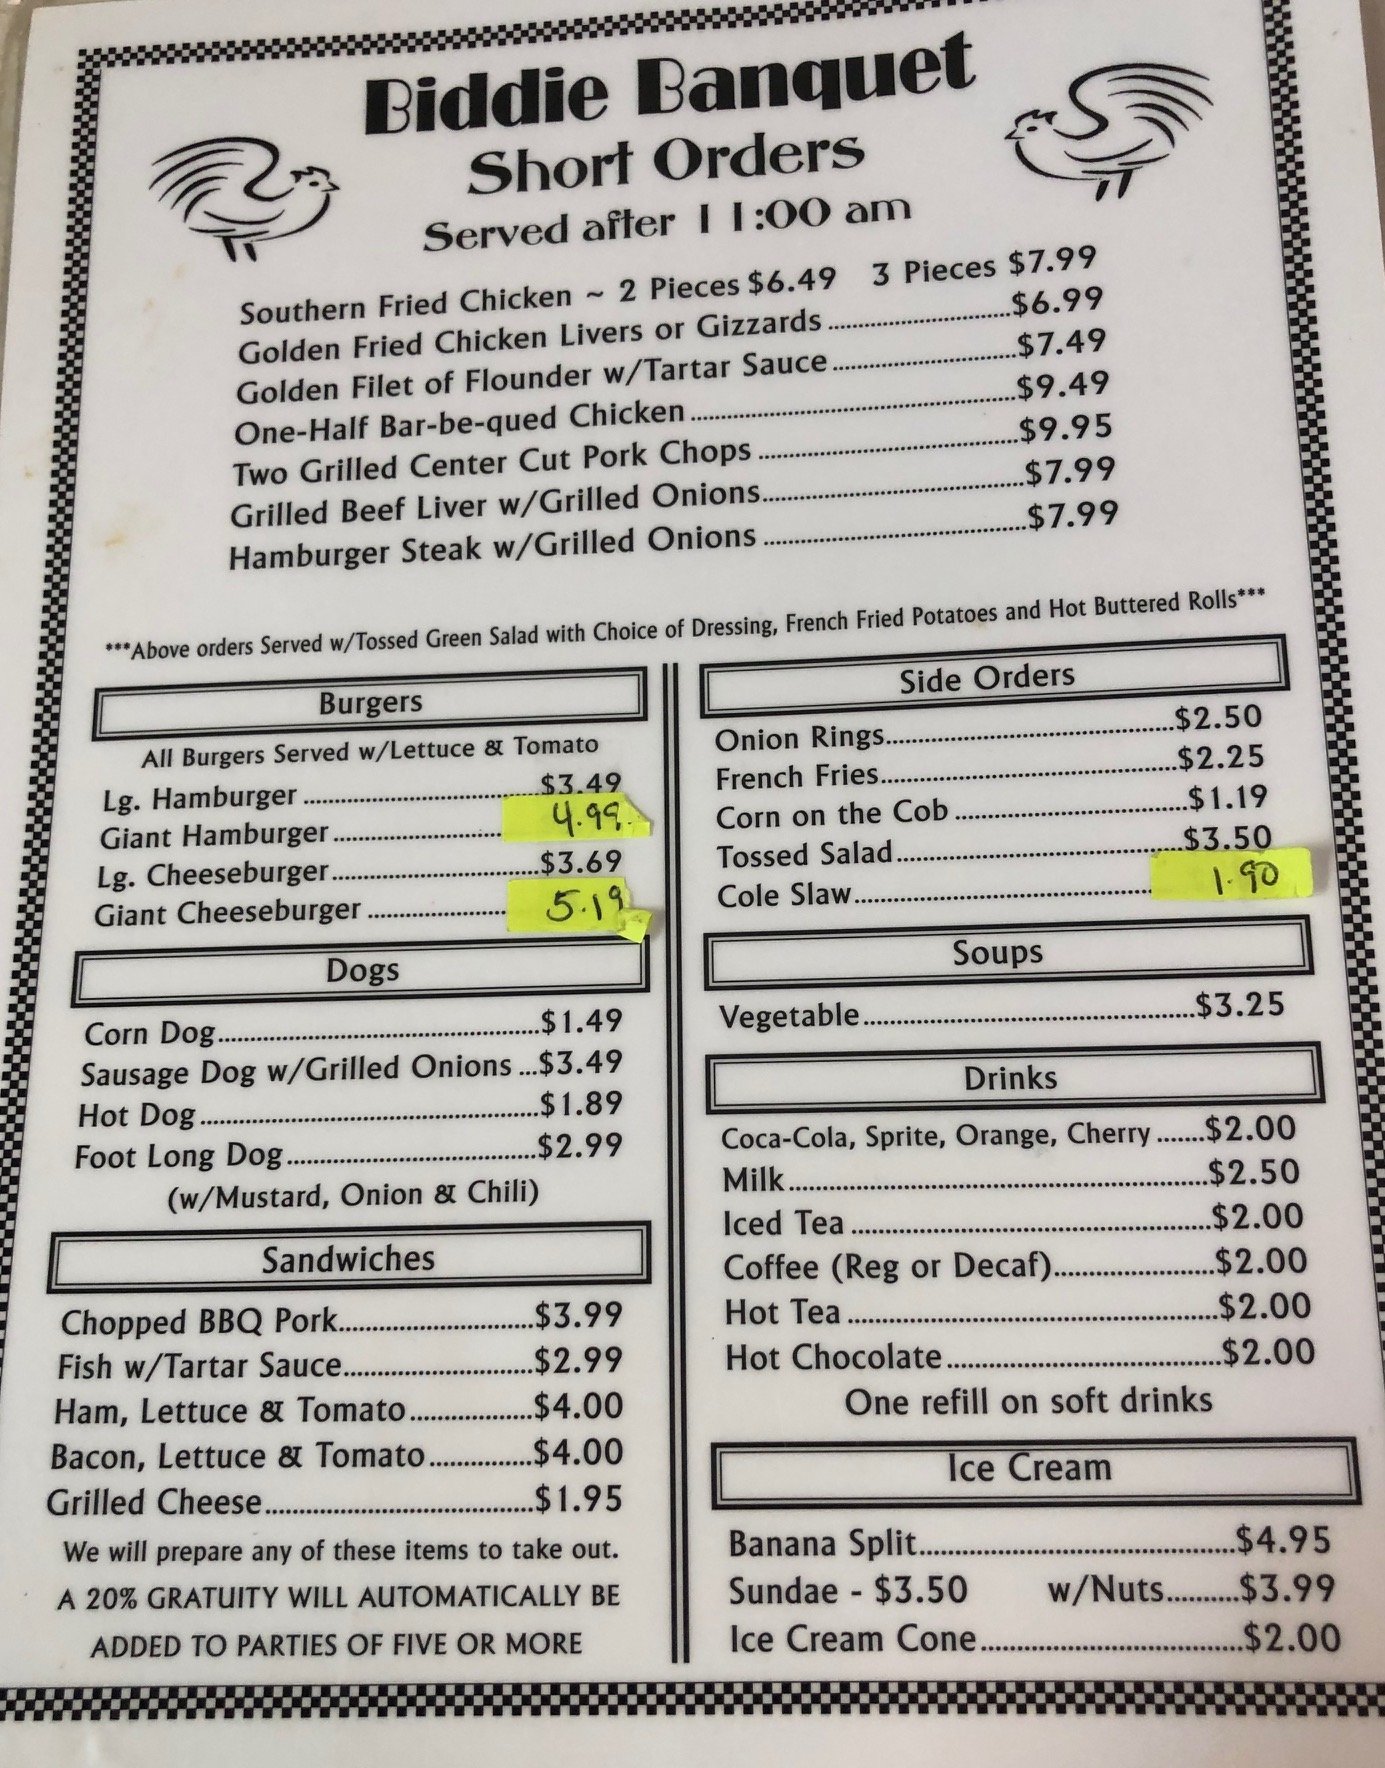 Biddie Banquet
Short Orders
Served after 11:00 am
Southern Fried Chicken ~ 2 Pieces $6.49 3 Pieces $7.99
Golden Fried Chicken Livers or Gizzards....................$6.99
Golden Filet of Flounder w/Tartar Sauce....................$7.49
One-Half Bar-be-qued Chicken....................$9.49
Two Grilled Center Cut Pork Chops....................$9.95
Grilled Beef Liver w/Grilled Onions....................$7.99
Hamburger Steak w/Grilled Onions....................$7.99
***Above orders Served w/Tossed Green Salad with Choice of Dressing, French Fried Potatoes and Hot Buttered Rolls***
Burgers
All Burgers Served w/Lettuce & Tomato
Lg. Hamburger....................$3.49
Giant Hamburger....................4.99
Lg. Cheeseburger....................$3.69
Giant Cheeseburger....................5.19
Dogs
Corn Dog....................$1.49
Sausage Dog w/Grilled Onions...$3.49
Hot Dog....................$1.89
Foot Long Dog....................$2.99
(w/Mustard, Onion & Chili)
Sandwiches
Chopped BBQ Pork....................$3.99
Fish w/Tartar Sauce....................$2.99
Ham, Lettuce & Tomato....................$4.00
Bacon, Lettuce & Tomato....................$4.00
Grilled Cheese....................$1.95
We will prepare any of these items to take out.
A 20% GRATUITY WILL AUTOMATICALLY BE
ADDED TO PARTIES OF FIVE OR MORE
Side Orders
Onion Rings....................$2.50
French Fries....................$2.25
Corn on the Cob....................$1.19
Tossed Salad....................$3.50
Cole Slaw....................1.90
Soups
Vegetable....................$3.25
Drinks
Coca-Cola, Sprite, Orange, Cherry.......$2.00
Milk....................$2.50
Iced Tea....................$2.00
Coffee (Reg or Decaf)....................$2.00
Hot Tea....................$2.00
Hot Chocolate....................$2.00
One refill on soft drinks
Ice Cream
Banana Split....................$4.95
Sundae - $3.50 w/Nuts...........$3.99
Ice Cream Cone....................$2.00